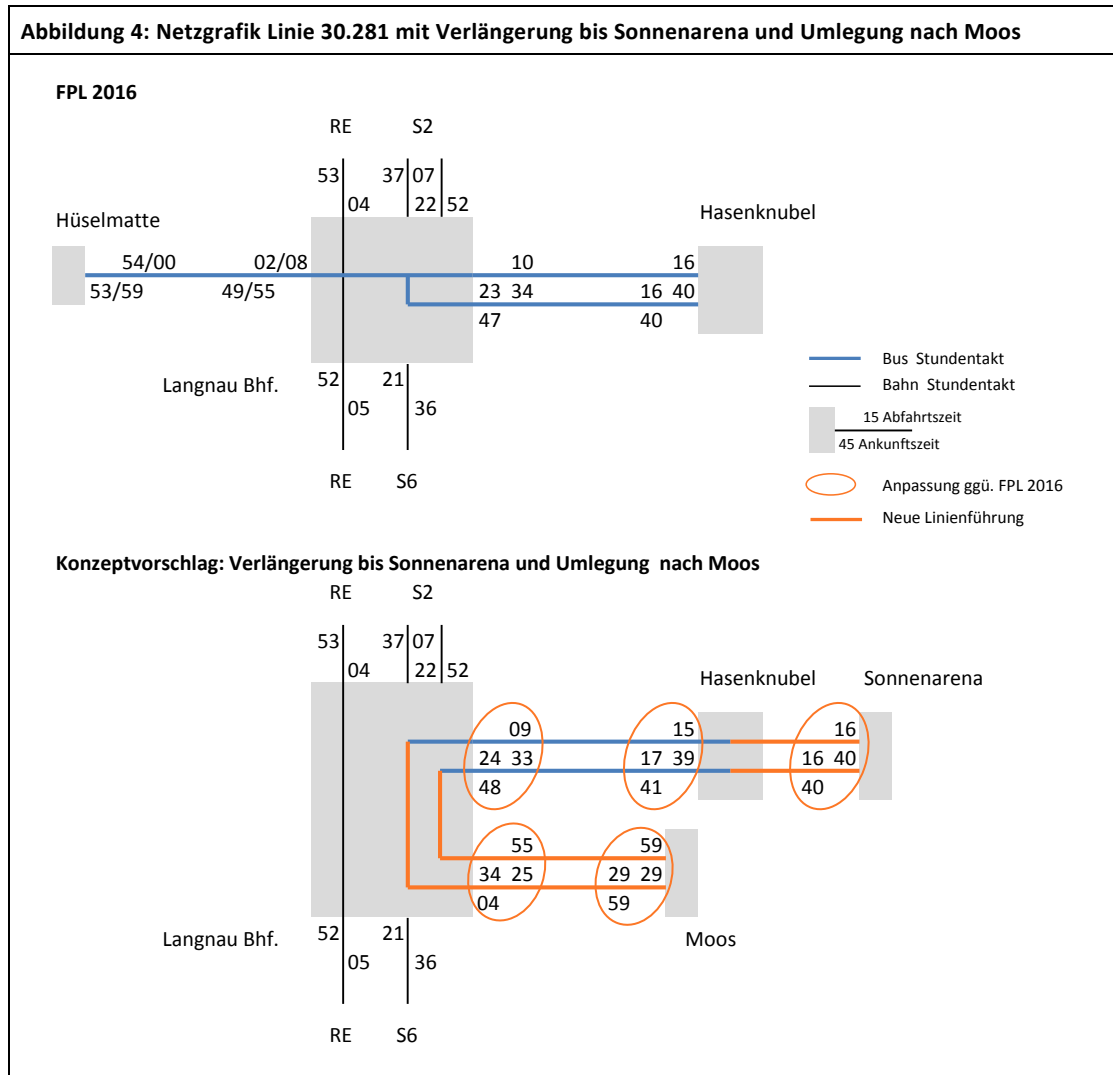 Abbildung 4: Netzgrafik Linie 30.281 mit Verlängerung bis Sonnenarena und Umlegung nach Moos
FPL 2016
RE S2
53 37 07
04 22 52
Hüselmatte Hasenknubel
54/00 02/08 10 16
53/59 49/55 23 34 16 40
47 40
Langnau Bhf. 52 21
05 36
RE S6
Bus Stundentakt
Bahn Stundentakt
15 Abfahrtszeit
45 Ankunftszeit
Anpassung ggü. FPL 2016
Neue Linienführung
Konzeptvorschlag: Verlängerung bis Sonnenarena und Umlegung nach Moos
RE S2
53 37 07
04 22 52
Hasenknubel Sonnenarena
09 15 16
24 33 17 39 16 40
48 41 40
55 59
34 25 29 29
04 59
Langnau Bhf. 52 21 Moos
05 36
RE S6